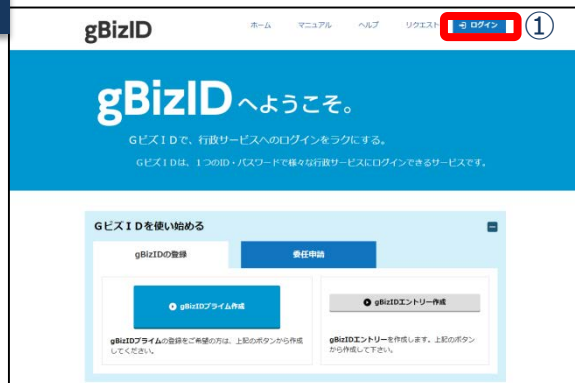 gBizID
ホーム マニュアル ヘルプ リクエスト ログイン ①
gBizIDへようこそ。
GビズIDで、行政サービスへのログインをラクにする。
GビズIDは、1つのID・パスワードで様々な行政サービスにログインできるサービスです。
GビズIDを使い始める
gBizIDの登録 委任申請
gBizIDプライム作成
gBizIDエントリー作成
gBizIDプライムの登録をご希望の方は、上記のボタンから作成
してください。
gBizIDエントリーを作成します。上記のボタン
から作成して下さい。